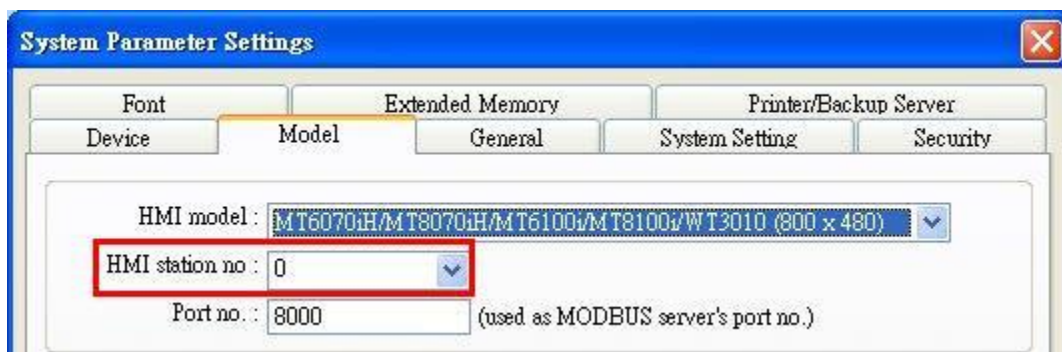 System Parameter Settings
Font Extended Memory Printer/Backup Server
Device Model General System Setting Security
HMI model : MT6070iH/MT8070iH/MT6100i/MT8100i/WT3010 (800 x 480)
HMI station no : 0
Port no. : 8000 (used as MODBUS server's port no.)